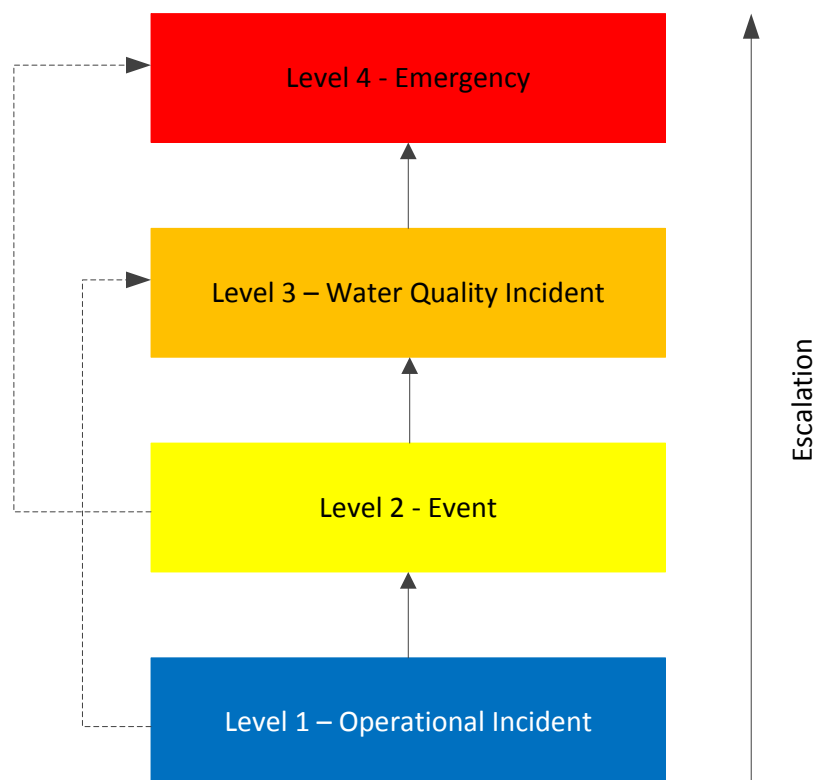 Level 4 - Emergency
Level 3 – Water Quality Incident
Level 2 - Event
Level 1 – Operational Incident
Escalation